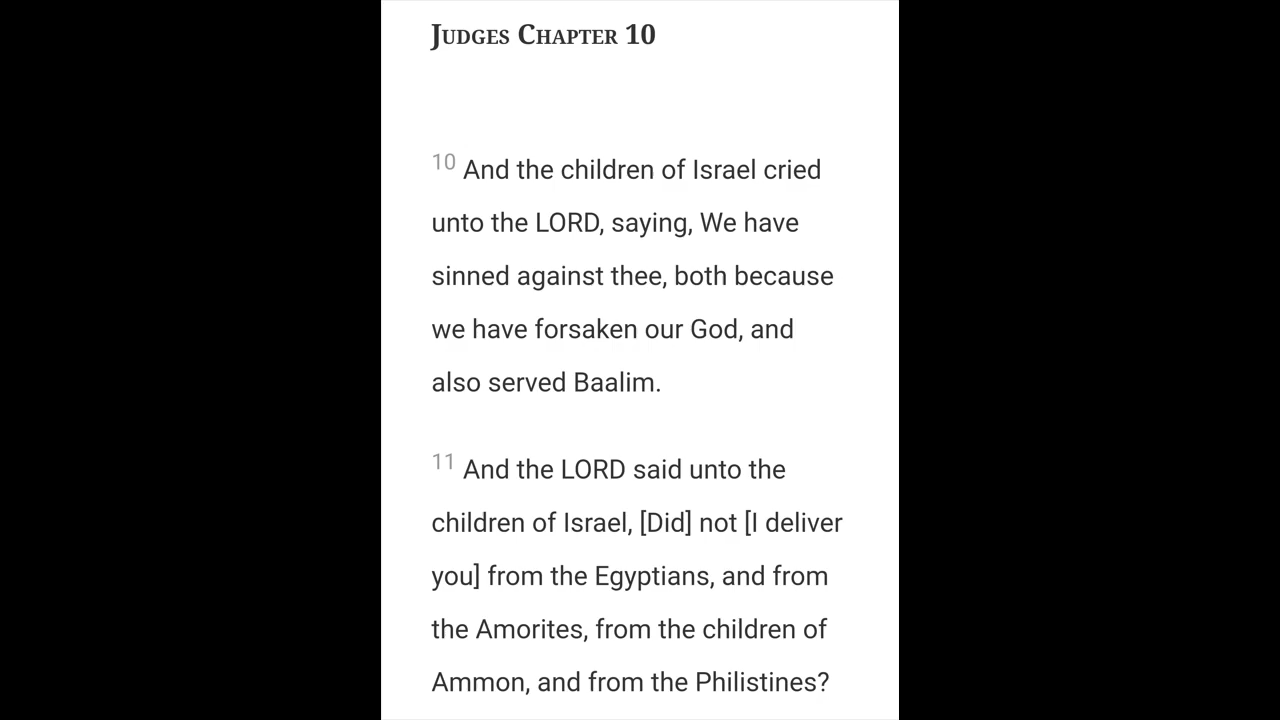 Judges Chapter 10
10 And the children of Israel cried
unto the LORD, saying, We have
sinned against thee, both because
we have forsaken our God, and
also served Baalim.
11 And the LORD said unto the
children of Israel, [Did] not [I deliver
you] from the Egyptians, and from
the Amorites, from the children of
Ammon, and from the Philistines?